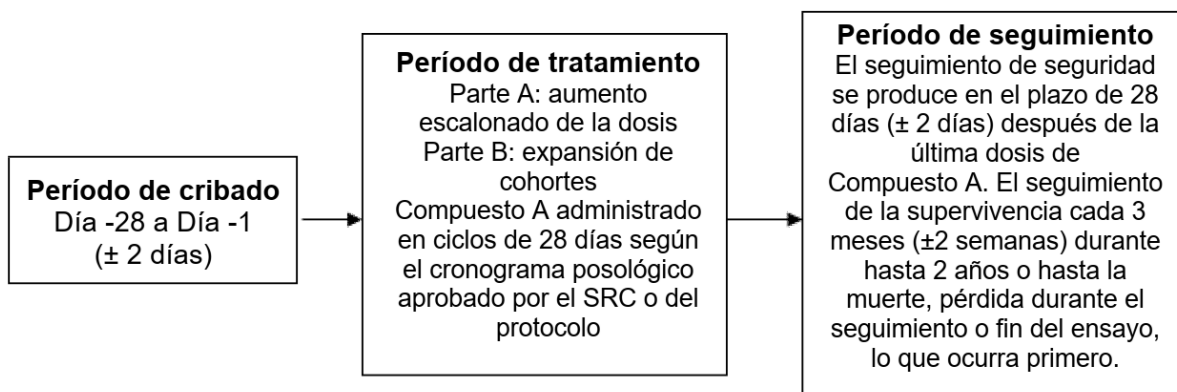 Período de cribado
Día -28 a Día -1
(± 2 días)
Período de tratamiento
Parte A: aumento
escalonado de la dosis
Parte B: expansión de
cohortes
Compuesto A administrado
en ciclos de 28 días según
el cronograma posológico
aprobado por el SRC o del
protocolo
Período de seguimiento
El seguimiento de seguridad
se produce en el plazo de 28
días (± 2 días) después de la
última dosis de
Compuesto A. El seguimiento
de la supervivencia cada 3
meses (±2 semanas) durante
hasta 2 años o hasta la
muerte, pérdida durante el
seguimiento o fin del ensayo,
lo que ocurra primero.